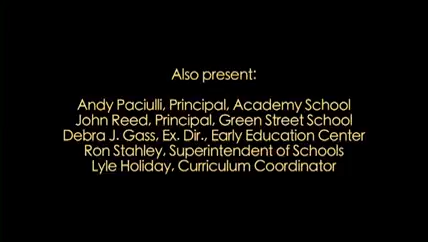 Also present:
Andy Paciulli, Principal, Academy School
John Reed, Principal, Green Street School
Debra J. Gass, Ex. Dir., Early Education Center
Ron Stahley, Superintendent of Schools
Lyle Holiday, Curriculum Coordinator